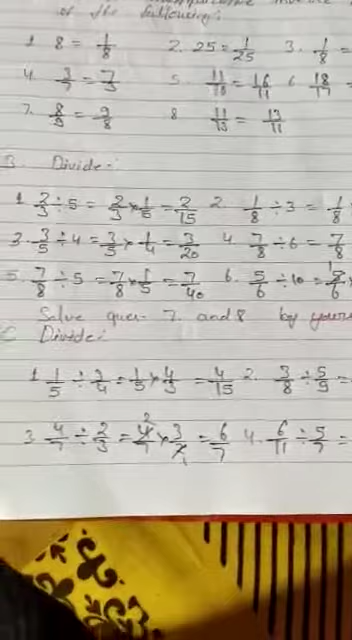 of the following:
1. 8 = 1/8 2. 25 = 1/25 3. 1/8 =
4. 3/7 = 7/3 5. 11/16 = 16/11 6. 18/17 =
7. 8/9 = 9/8 8 11/13 = 13/11
B. Divide:-
1. 2/3 ÷ 5 = 2/3 × 1/5 = 2/15 2. 1/8 ÷ 3 = 1/8
3. 3/5 ÷ 4 = 3/5 × 1/4 = 3/20 4. 7/8 ÷ 6 = 7/8
5. 7/8 ÷ 5 = 7/8 × 1/5 = 7/40 6. 5/6 ÷ 10 = 5/6 ×
Solve ques- 7 and 8 by
C Divide:
1. 1/5 ÷ 3/4 = 1/5 × 4/3 = 4/15 2. 3/8 ÷ 5/9 =
3. 4/7 ÷ 2/3 = 4/7 × 3/2 = 6/7 4. 6/11 ÷ 5/7 =